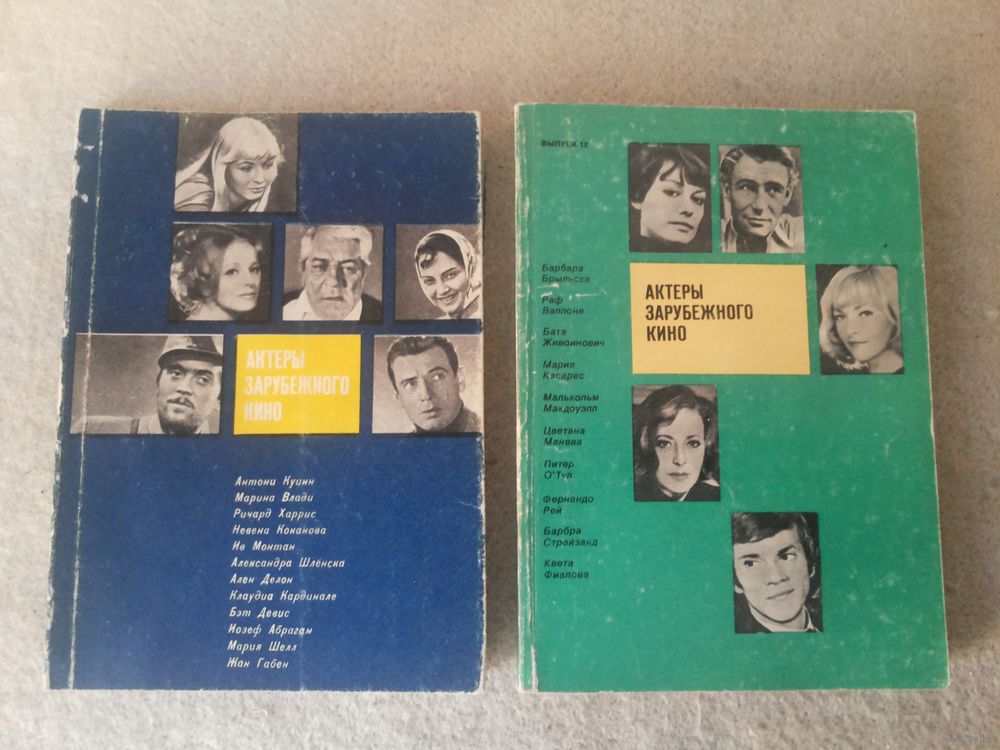 АКТЕРЫ
ЗАРУБЕЖНОГО
КИНО
Антони Куинн
Марина Влади
Ричард Харрис
Невена Коканова
Ив Монтан
Александра Шлёнска
Ален Делон
Клаудиа Кардинале
Бэт Девис
Иозеф Абрагам
Мария Шелл
Жан Габен
ВЫПУСК 12
АКТЕРЫ
ЗАРУБЕЖНОГО
КИНО
Барбара
Брыльска
Раф
Валлоне
Бата
Живоинович
Мария
Касарес
Малькольм
Макдоуэлл
Цветана
Манева
Питер
О'Тул
Фернандо
Рей
Барбра
Стрейзанд
Квета
Фиалова